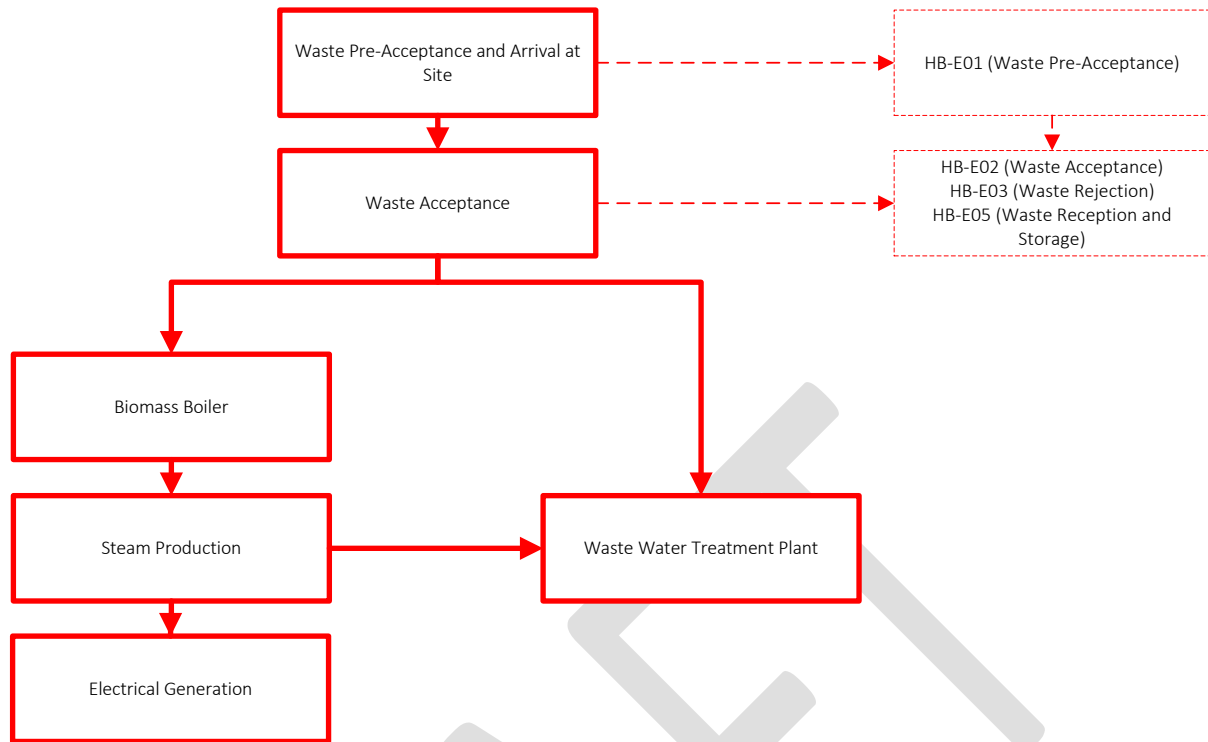 Waste Pre-Acceptance and Arrival at
Site
HB-E01 (Waste Pre-Acceptance)
Waste Acceptance
HB-E02 (Waste Acceptance)
HB-E03 (Waste Rejection)
HB-E05 (Waste Reception and
Storage)
Biomass Boiler
Steam Production
Waste Water Treatment Plant
Electrical Generation